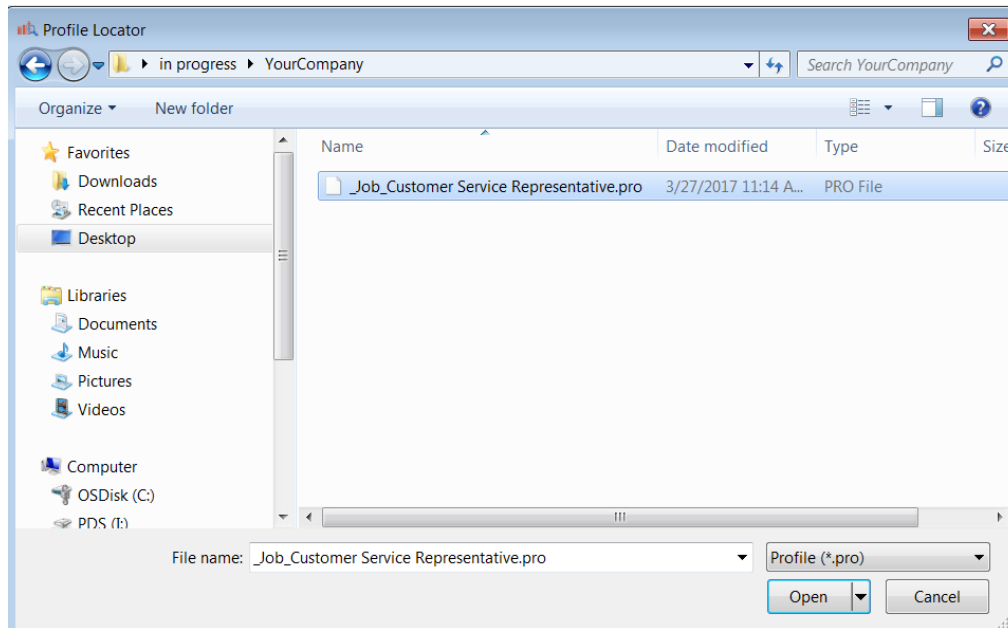 Profile Locator
in progress YourCompany Search YourCompany
Organize New folder
Name Date modified Type Size
_Job_Customer Service Representative.pro 3/27/2017 11:14 A... PRO File
Favorites
Downloads
Recent Places
Desktop
Libraries
Documents
Music
Pictures
Videos
Computer
OSDisk (C:)
PDS (I:)
File name: _Job_Customer Service Representative.pro Profile (*.pro)
Open Cancel